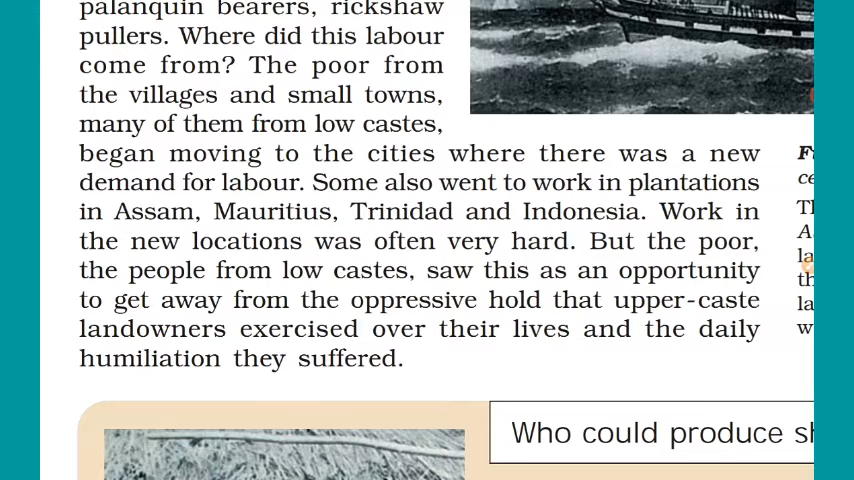 palanquin bearers, rickshaw
pullers. Where did this labour
come from? The poor from
the villages and small towns,
many of them from low castes,
began moving to the cities where there was a new
demand for labour. Some also went to work in plantations
in Assam, Mauritius, Trinidad and Indonesia. Work in
the new locations was often very hard. But the poor,
the people from low castes, saw this as an opportunity
to get away from the oppressive hold that upper-caste
landowners exercised over their lives and the daily
humiliation they suffered.
Who could produce